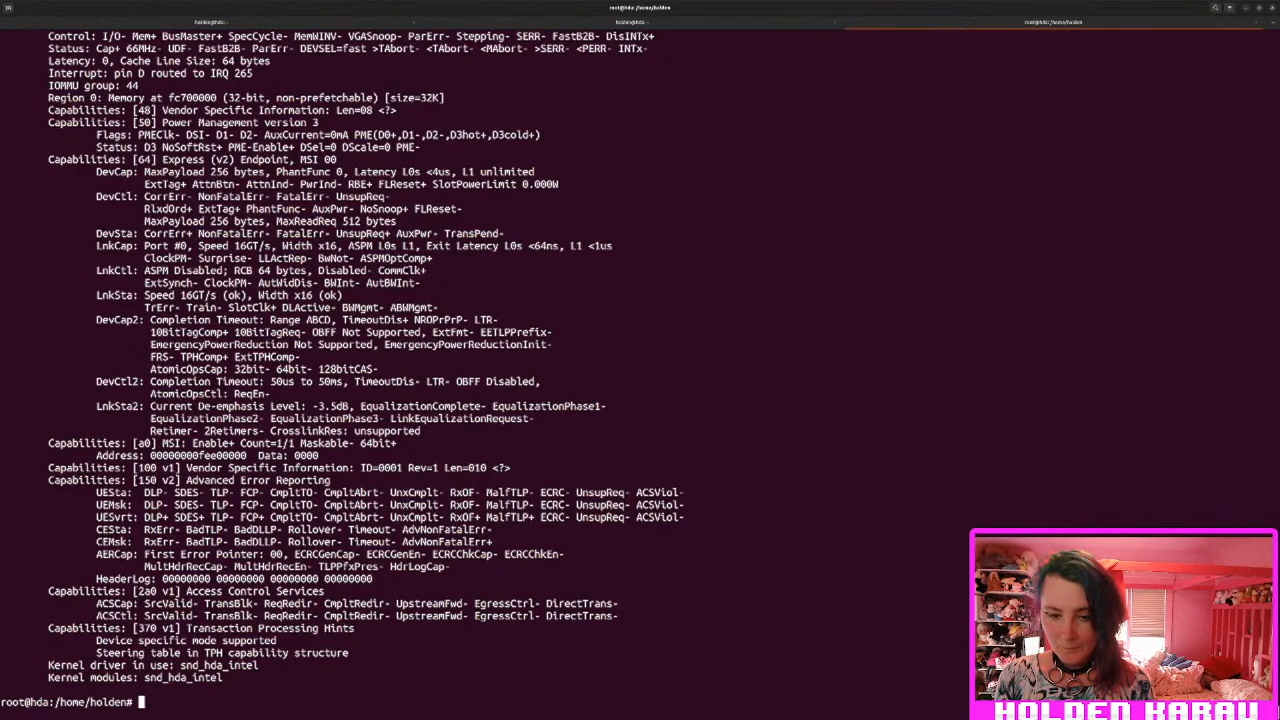 root@hda: /home/holden
holden@hda: ~
holden@hda: ~
root@hda: /home/holden
Control: I/O- Mem+ BusMaster+ SpecCycle- MemWINV- VGASnoop- ParErr- Stepping- SERR- FastB2B- DisINTx+
Status: Cap+ 66MHz- UDF- FastB2B- ParErr- DEVSEL=fast >TAbort- <TAbort- <MAbort- >SERR- <PERR- INTx-
Latency: 0, Cache Line Size: 64 bytes
Interrupt: pin D routed to IRQ 265
IOMMU group: 44
Region 0: Memory at fc700000 (32-bit, non-prefetchable) [size=32K]
Capabilities: [48] Vendor Specific Information: Len=08 <?>
Capabilities: [50] Power Management version 3
Flags: PMEClk- DSI- D1- D2- AuxCurrent=0mA PME(D0+,D1-,D2-,D3hot+,D3cold+)
Status: D3 NoSoftRst+ PME-Enable+ DSel=0 DScale=0 PME-
Capabilities: [64] Express (v2) Endpoint, MSI 00
DevCap: MaxPayload 256 bytes, PhantFunc 0, Latency L0s <4us, L1 unlimited
ExtTag+ AttnBtn- AttnInd- PwrInd- RBE+ FLReset+ SlotPowerLimit 0.000W
DevCtl: CorrErr- NonFatalErr- FatalErr- UnsupReq-
RlxdOrd+ ExtTag+ PhantFunc- AuxPwr- NoSnoop+ FLReset-
MaxPayload 256 bytes, MaxReadReq 512 bytes
DevSta: CorrErr+ NonFatalErr- FatalErr- UnsupReq+ AuxPwr- TransPend-
LnkCap: Port #0, Speed 16GT/s, Width x16, ASPM L0s L1, Exit Latency L0s <64ns, L1 <1us
ClockPM- Surprise- LLActRep- BwNot- ASPMOptComp+
LnkCtl: ASPM Disabled; RCB 64 bytes, Disabled- CommClk+
ExtSynch- ClockPM- AutWidDis- BWInt- AutBWInt-
LnkSta: Speed 16GT/s (ok), Width x16 (ok)
TrErr- Train- SlotClk+ DLActive- BWMgmt- ABWMgmt-
DevCap2: Completion Timeout: Range ABCD, TimeoutDis+ NROPrPrP- LTR-
10BitTagComp+ 10BitTagReq- OBFF Not Supported, ExtFmt- EETLPPrefix-
EmergencyPowerReduction Not Supported, EmergencyPowerReductionInit-
FRS- TPHComp+ ExtTPHComp-
AtomicOpsCap: 32bit- 64bit- 128bitCAS-
DevCtl2: Completion Timeout: 50us to 50ms, TimeoutDis- LTR- OBFF Disabled,
AtomicOpsCtl: ReqEn-
LnkSta2: Current De-emphasis Level: -3.5dB, EqualizationComplete- EqualizationPhase1-
EqualizationPhase2- EqualizationPhase3- LinkEqualizationRequest-
Retimer- 2Retimers- CrosslinkRes: unsupported
Capabilities: [a0] MSI: Enable+ Count=1/1 Maskable- 64bit+
Address: 00000000fee00000 Data: 0000
Capabilities: [100 v1] Vendor Specific Information: ID=0001 Rev=1 Len=010 <?>
Capabilities: [150 v2] Advanced Error Reporting
UESta: DLP- SDES- TLP- FCP- CmpltTO- CmpltAbrt- UnxCmplt- RxOF- MalfTLP- ECRC- UnsupReq- ACSViol-
UEMsk: DLP- SDES- TLP- FCP- CmpltTO- CmpltAbrt- UnxCmplt- RxOF- MalfTLP- ECRC- UnsupReq- ACSViol-
UESvrt: DLP+ SDES+ TLP- FCP+ CmpltTO- CmpltAbrt- UnxCmplt- RxOF+ MalfTLP+ ECRC- UnsupReq- ACSViol-
CESta: RxErr- BadTLP- BadDLLP- Rollover- Timeout- AdvNonFatalErr-
CEMsk: RxErr- BadTLP- BadDLLP- Rollover- Timeout- AdvNonFatalErr+
AERCap: First Error Pointer: 00, ECRCGenCap- ECRCGenEn- ECRCChkCap- ECRCChkEn-
MultHdrRecCap- MultHdrRecEn- TLPPfxPres- HdrLogCap-
HeaderLog: 00000000 00000000 00000000 00000000
Capabilities: [2a0 v1] Access Control Services
ACSCap: SrcValid- TransBlk- ReqRedir- CmpltRedir- UpstreamFwd- EgressCtrl- DirectTrans-
ACSCtl: SrcValid- TransBlk- ReqRedir- CmpltRedir- UpstreamFwd- EgressCtrl- DirectTrans-
Capabilities: [370 v1] Transaction Processing Hints
Device specific mode supported
Steering table in TPH capability structure
Kernel driver in use: snd_hda_intel
Kernel modules: snd_hda_intel
root@hda:/home/holden#
HOLDEN KARAU